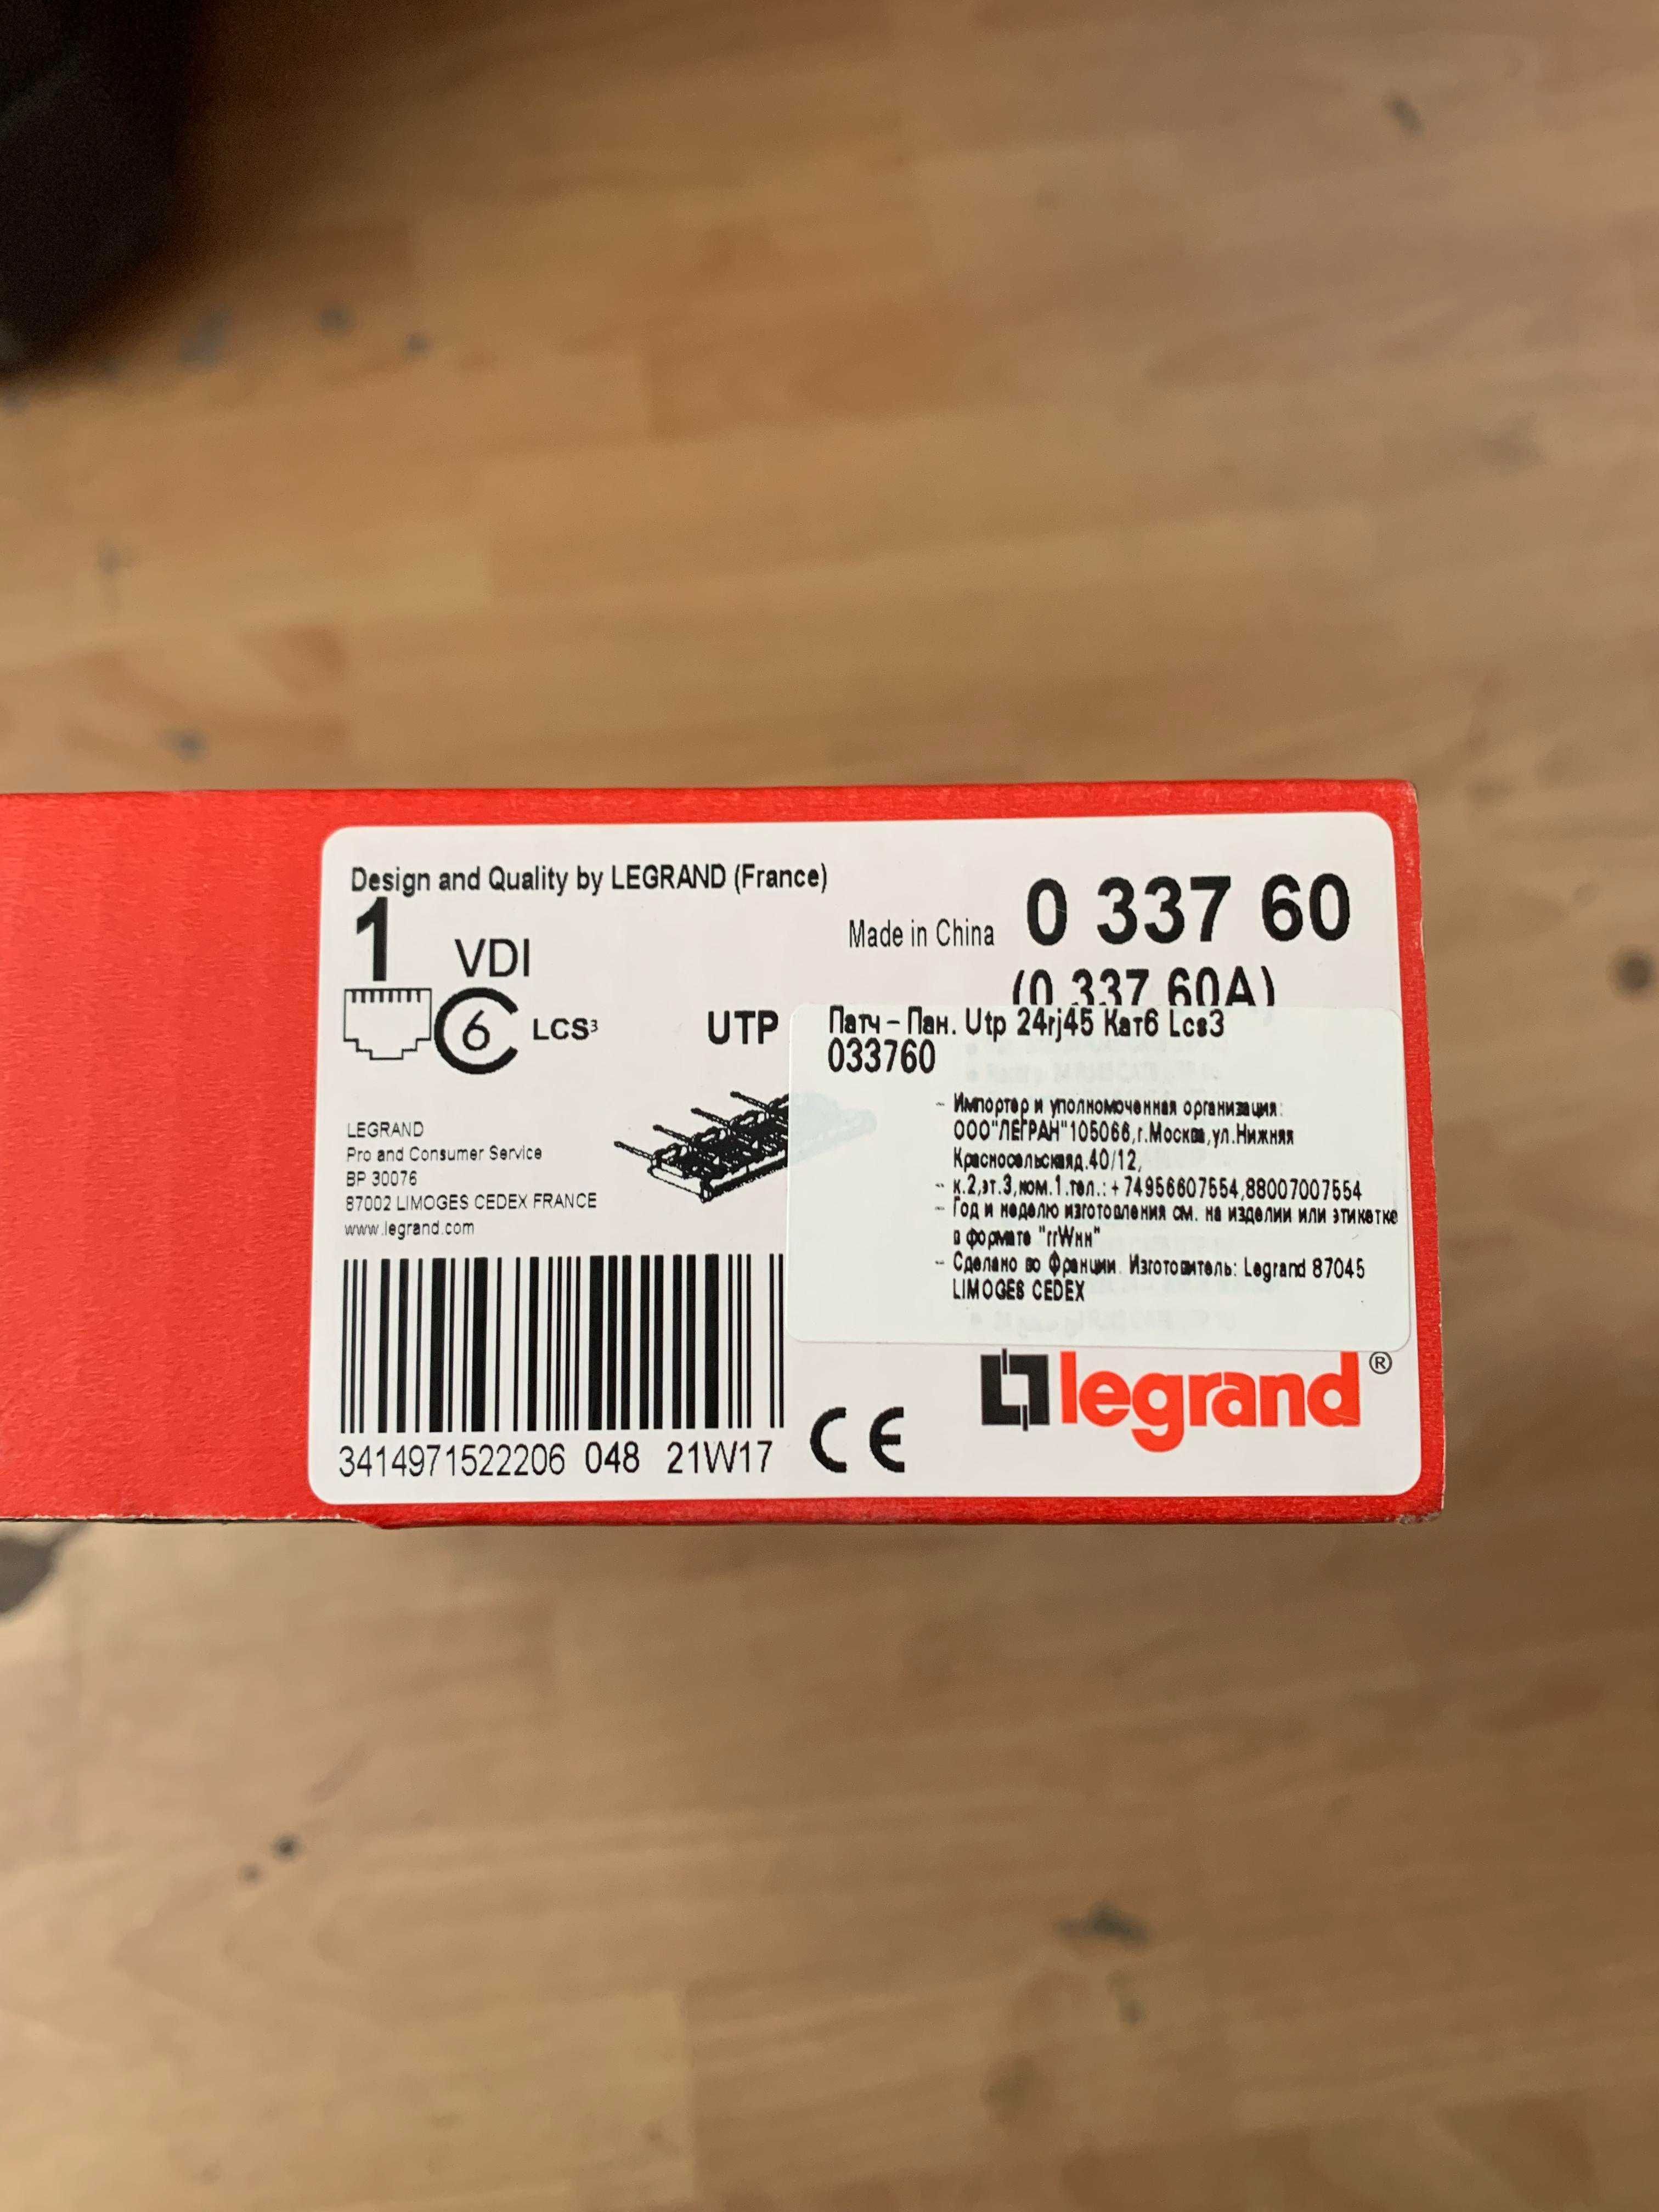 Design and Quality by LEGRAND (France)
1
VDI
Made in China
0 337 60
(0 337 60A)
6
LCS³
UTP
Патч – Пан. Utp 24rj45 Кат6 Lcs3
033760
LEGRAND
Pro and Consumer Service
BP 30076
87002 LIMOGES CEDEX FRANCE
www.legrand.com
– Импортер и уполномоченная организация:
ООО"ЛЕГРАН"105066,г.Москва,ул.Нижняя
Красносельская,д.40/12,
– к.2,эт.3,ком.1.тел.:+74956607554,88007007554
– Год и неделю изготовления см. на изделии или этикетке
в формате "ггWнн"
– Сделано во Франции. Изготовитель: Legrand 87045
LIMOGES CEDEX
3414971522206 048 21W17
CE
legrand®